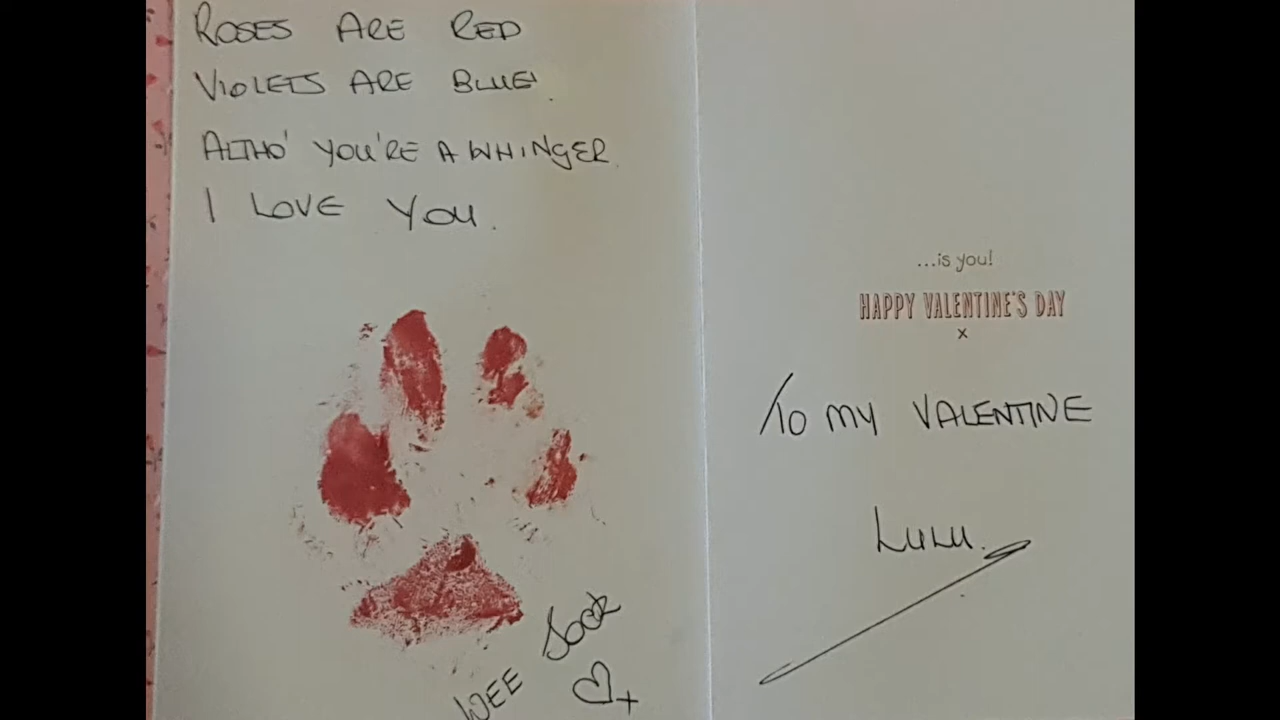 ROSES ARE RED
VIOLETS ARE BLUE.
ALTHO' YOU'RE A WHINGER
I LOVE YOU.
WEE JOCK
...is you!
HAPPY VALENTINE'S DAY
x
TO MY VALENTINE
LULU.